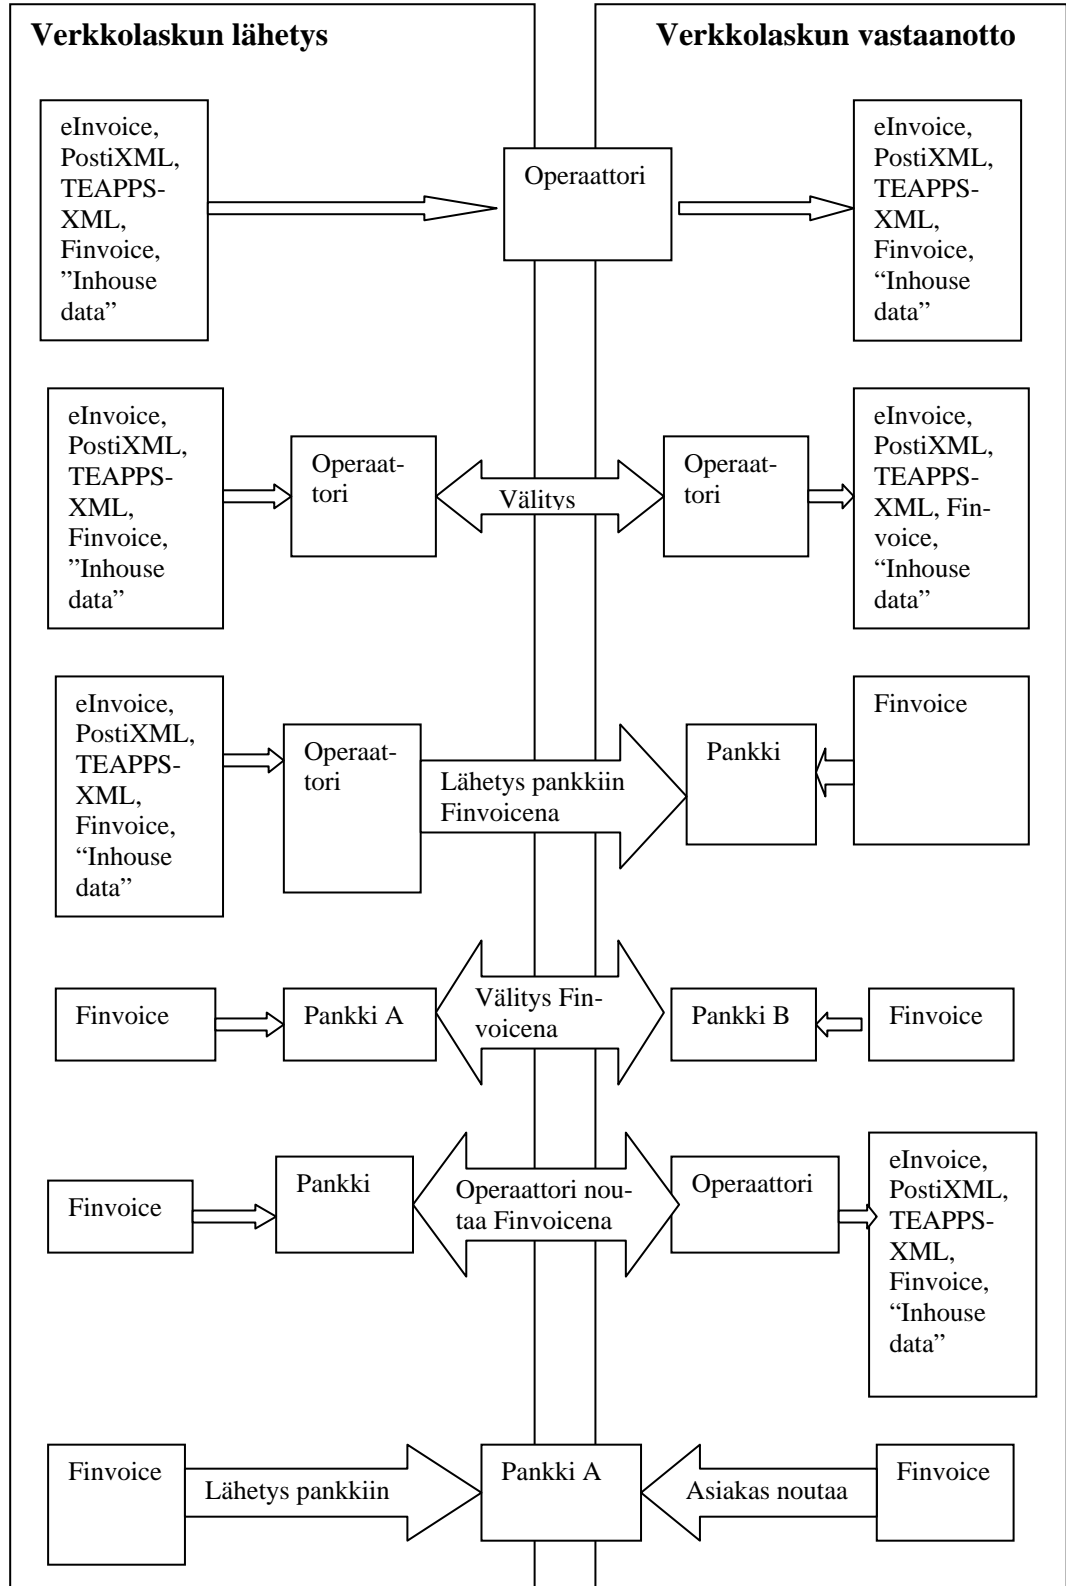 Verkkolaskun lähetys
Verkkolaskun vastaanotto
eInvoice,
PostiXML,
TEAPPS-
XML,
Finvoice,
”Inhouse
data”
Operaattori
eInvoice,
PostiXML,
TEAPPS-
XML,
Finvoice,
“Inhouse
data”
eInvoice,
PostiXML,
TEAPPS-
XML,
Finvoice,
”Inhouse
data”
Operaat-
tori
Välitys
Operaat-
tori
eInvoice,
PostiXML,
TEAPPS-
XML, Fin-
voice,
“Inhouse
data”
eInvoice,
PostiXML,
TEAPPS-
XML,
Finvoice,
“Inhouse
data”
Operaat-
tori
Lähetys pankkiin
Finvoicena
Pankki
Finvoice
Finvoice
Pankki A
Välitys Fin-
voicena
Pankki B
Finvoice
Finvoice
Pankki
Operaattori nou-
taa Finvoicena
Operaattori
eInvoice,
PostiXML,
TEAPPS-
XML,
Finvoice,
“Inhouse
data”
Finvoice
Lähetys pankkiin
Pankki A
Asiakas noutaa
Finvoice